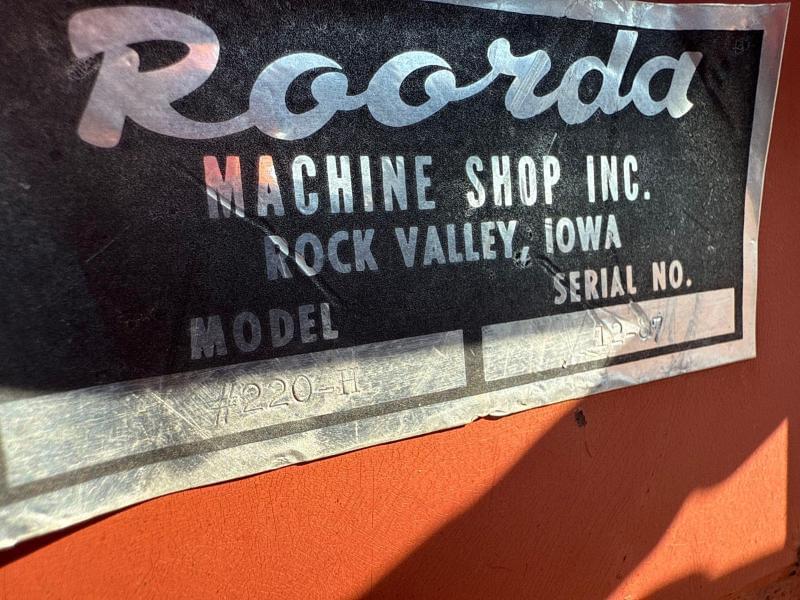 Roorda
MACHINE SHOP INC.
ROCK VALLEY, IOWA
MODEL
SERIAL NO.
#220-H